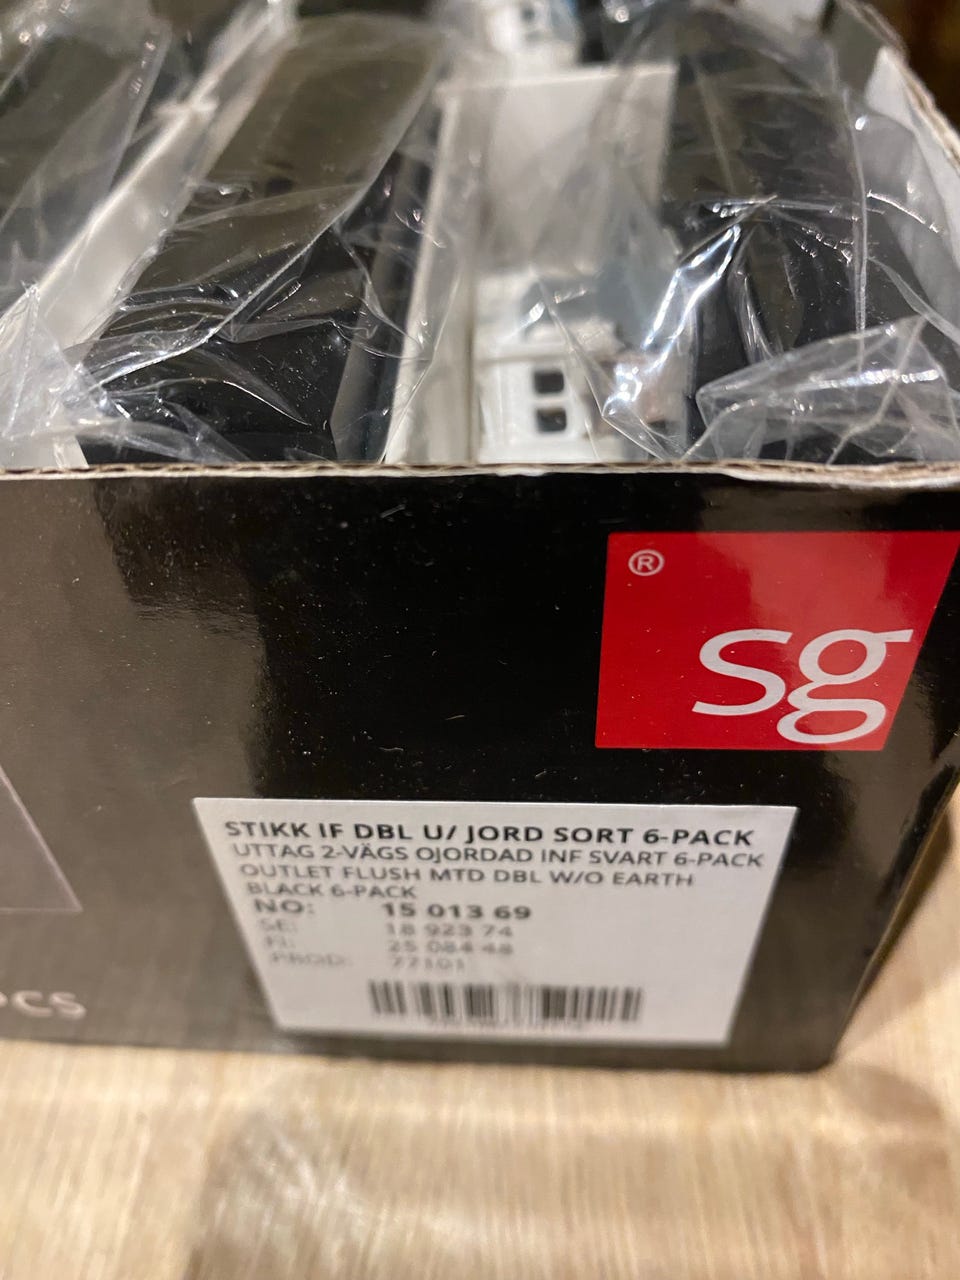 ®
sg
STIKK IF DBL U/ JORD SORT 6-PACK
UTTAG 2-VÄGS OJORDAD INF SVART 6-PACK
OUTLET FLUSH MTD DBL W/O EARTH
BLACK 6-PACK
NO: 15 013 69
SE: 18 923 74
FI: 25 084 48
PROD: 77101
PCS